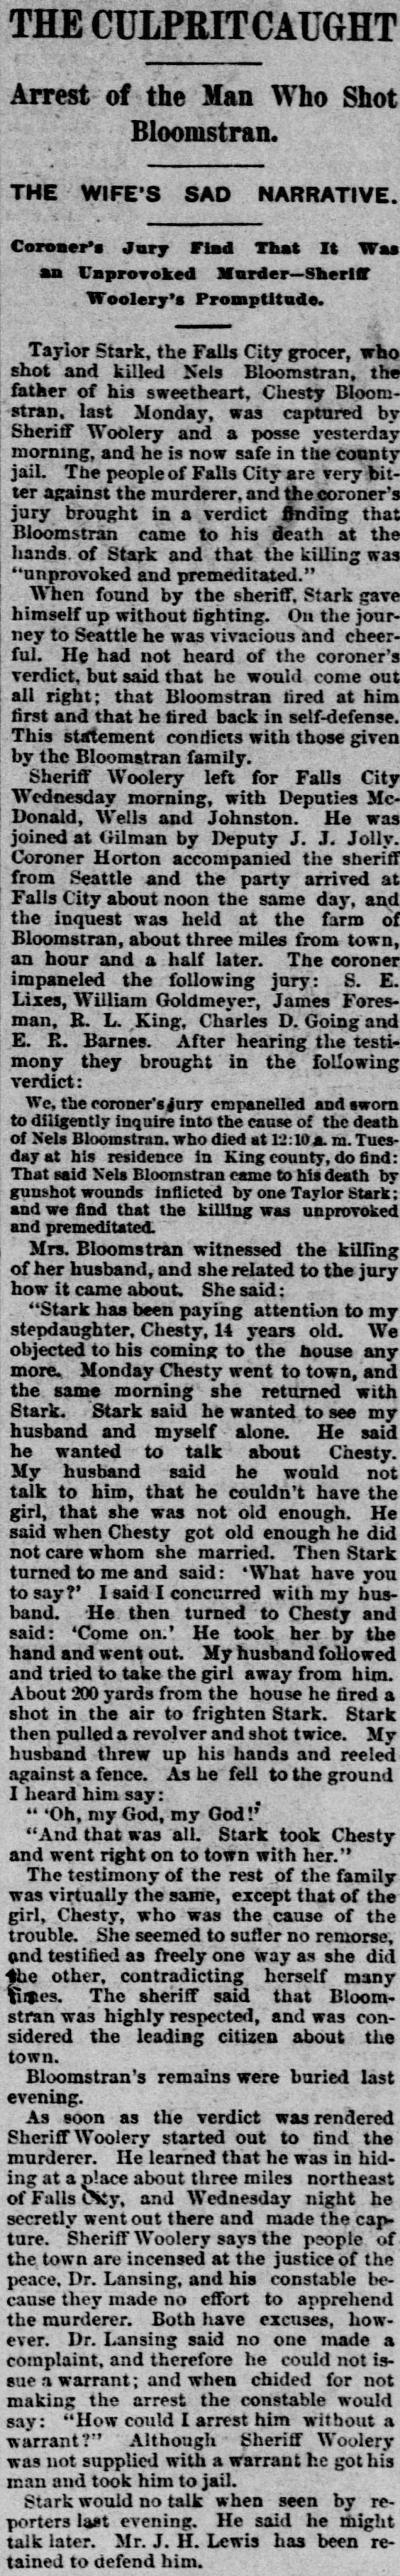 THE CULPRIT CAUGHT
Arrest of the Man Who Shot
Bloomstran.
THE WIFE'S SAD NARRATIVE.
Coroner's Jury Find That It Was
an Unprovoked Murder—Sheriff
Woolery's Promptitude.
Taylor Stark, the Falls City grocer, who
shot and killed Nels Bloomstran, the
father of his sweetheart, Chesty Bloom-
stran, last Monday, was captured by
Sheriff Woolery and a posse yesterday
morning, and he is now safe in the county
jail. The people of Falls City are very bit-
ter against the murderer, and the coroner's
jury brought in a verdict finding that
Bloomstran came to his death at the
hands of Stark and that the killing was
"unprovoked and premeditated."
When found by the sheriff, Stark gave
himself up without fighting. On the jour-
ney to Seattle he was vivacious and cheer-
ful. He had not heard of the coroner's
verdict, but said that he would come out
all right; that Bloomstran fired at him
first and that he fired back in self-defense.
This statement conflicts with those given
by the Bloomstran family.
Sheriff Woolery left for Falls City
Wednesday morning, with Deputies Mc-
Donald, Wells and Johnston. He was
joined at Gilman by Deputy J. J. Jolly.
Coroner Horton accompanied the sheriff
from Seattle and the party arrived at
Falls City about noon the same day, and
the inquest was held at the farm of
Bloomstran, about three miles from town,
an hour and a half later. The coroner
impaneled the following jury: S. E.
Lixes, William Goldmeyer, James Fores-
man, R. L. King, Charles D. Going and
E. R. Barnes. After hearing the testi-
mony they brought in the following
verdict:
We, the coroner's jury empanelled and sworn
to diligently inquire into the cause of the death
of Nels Bloomstran, who died at 12:10 a. m. Tues-
day at his residence in King county, do find:
That said Nels Bloomstran came to his death by
gunshot wounds inflicted by one Taylor Stark;
and we find that the killing was unprovoked
and premeditated.
Mrs. Bloomstran witnessed the killing
of her husband, and she related to the jury
how it came about. She said:
"Stark has been paying attention to my
stepdaughter, Chesty, 14 years old. We
objected to his coming to the house any
more. Monday Chesty went to town, and
the same morning she returned with
Stark. Stark said he wanted to see my
husband and myself alone. He said
he wanted to talk about Chesty.
My husband said he would not
talk to him, that he couldn't have the
girl, that she was not old enough. He
said when Chesty got old enough he did
not care whom she married. Then Stark
turned to me and said: 'What have you
to say?' I said I concurred with my hus-
band. He then turned to Chesty and
said: 'Come on.' He took her by the
hand and went out. My husband followed
and tried to take the girl away from him.
About 200 yards from the house he fired a
shot in the air to frighten Stark. Stark
then pulled a revolver and shot twice. My
husband threw up his hands and reeled
against a fence. As he fell to the ground
I heard him say:
" 'Oh, my God, my God!'
"And that was all. Stark took Chesty
and went right on to town with her."
The testimony of the rest of the family
was virtually the same, except that of the
girl, Chesty, who was the cause of the
trouble. She seemed to suffer no remorse,
and testified as freely one way as she did
the other, contradicting herself many
times. The sheriff said that Bloom-
stran was highly respected, and was con-
sidered the leading citizen about the
town.
Bloomstran's remains were buried last
evening.
As soon as the verdict was rendered
Sheriff Woolery started out to find the
murderer. He learned that he was in hid-
ing at a place about three miles northeast
of Falls City, and Wednesday night he
secretly went out there and made the cap-
ture. Sheriff Woolery says the people of
the town are incensed at the justice of the
peace, Dr. Lansing, and his constable be-
cause they made no effort to apprehend
the murderer. Both have excuses, how-
ever. Dr. Lansing said no one made a
complaint, and therefore he could not is-
sue a warrant; and when chided for not
making the arrest the constable would
say: "How could I arrest him without a
warrant?" Although Sheriff Woolery
was not supplied with a warrant he got his
man and took him to jail.
Stark would no talk when seen by re-
porters last evening. He said he might
talk later. Mr. J. H. Lewis has been re-
tained to defend him.